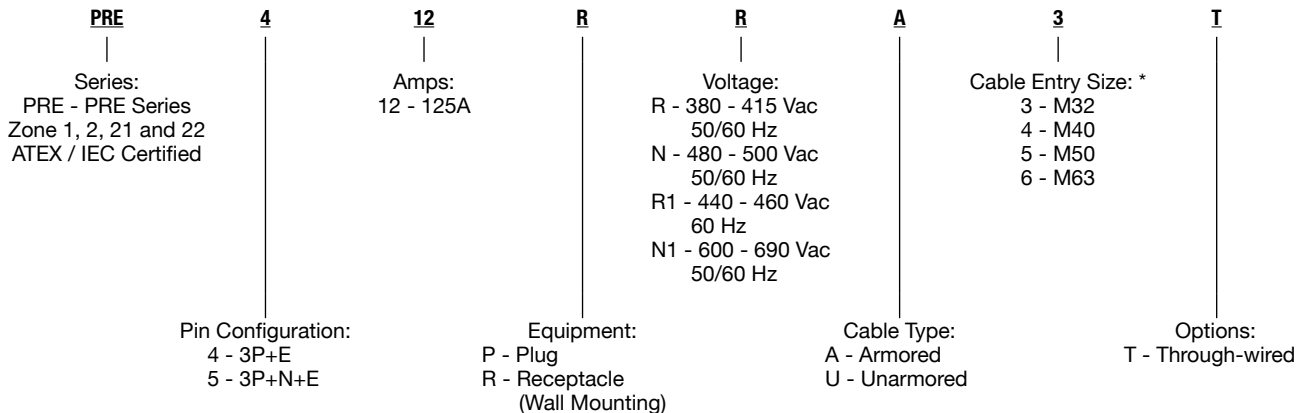 PRE 4 12 R R A 3 T
Series:
PRE - PRE Series
Zone 1, 2, 21 and 22
ATEX / IEC Certified
Amps:
12 - 125A
Voltage:
R - 380 - 415 Vac
50/60 Hz
N - 480 - 500 Vac
50/60 Hz
R1 - 440 - 460 Vac
60 Hz
N1 - 600 - 690 Vac
50/60 Hz
Cable Entry Size: *
3 - M32
4 - M40
5 - M50
6 - M63
Pin Configuration:
4 - 3P+E
5 - 3P+N+E
Equipment:
P - Plug
R - Receptacle
(Wall Mounting)
Cable Type:
A - Armored
U - Unarmored
Options:
T - Through-wired